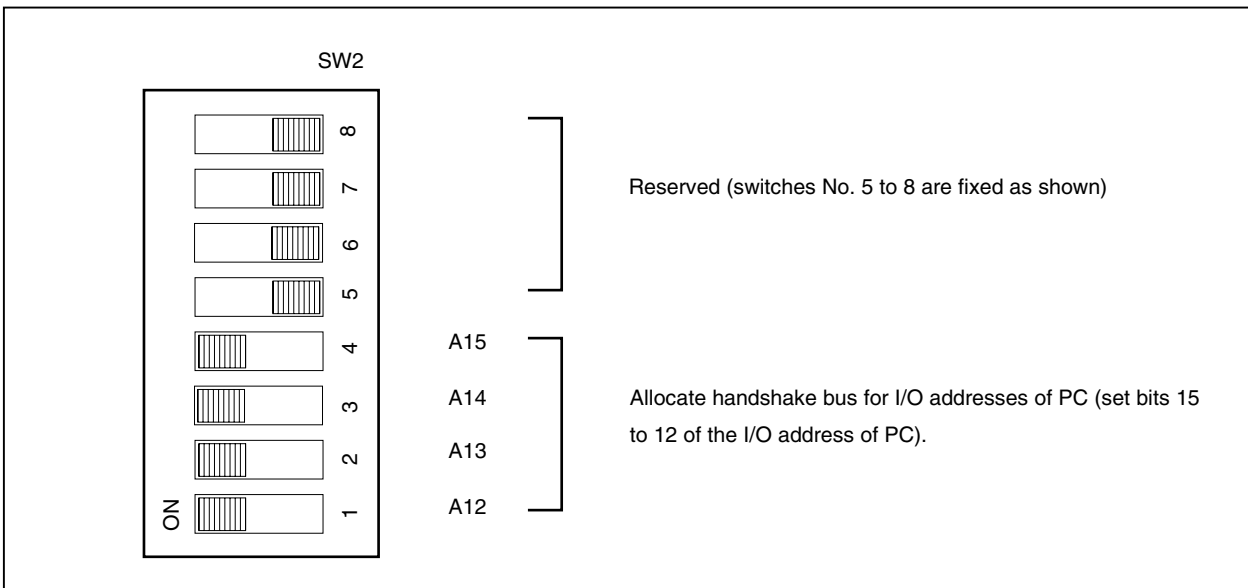 SW2
8
7
Reserved (switches No. 5 to 8 are fixed as shown)
6
5
4
A15
3
A14
Allocate handshake bus for I/O addresses of PC (set bits 15
to 12 of the I/O address of PC).
2
A13
ON
1
A12